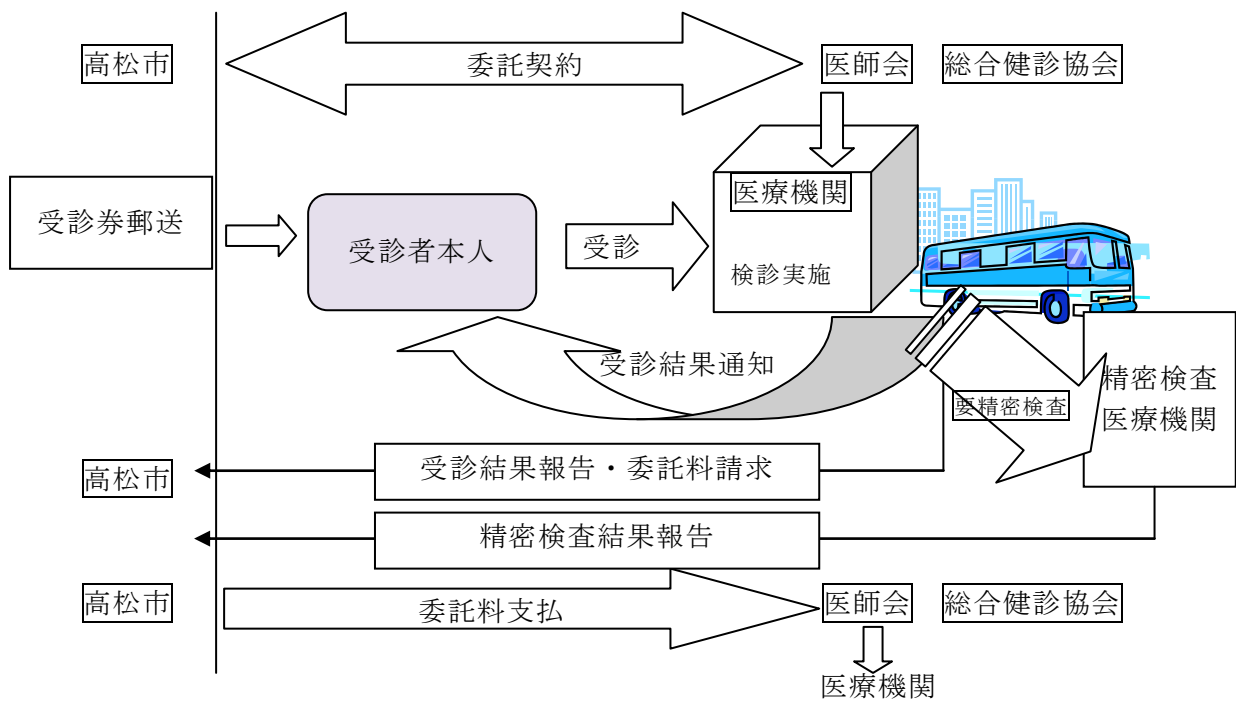 高松市
委託契約
医師会
総合健診協会
受診券郵送
受診者本人
受診
医療機関
検診実施
受診結果通知
要精密検査
精密検査
医療機関
高松市
受診結果報告・委託料請求
精密検査結果報告
高松市
委託料支払
医師会
総合健診協会
医療機関